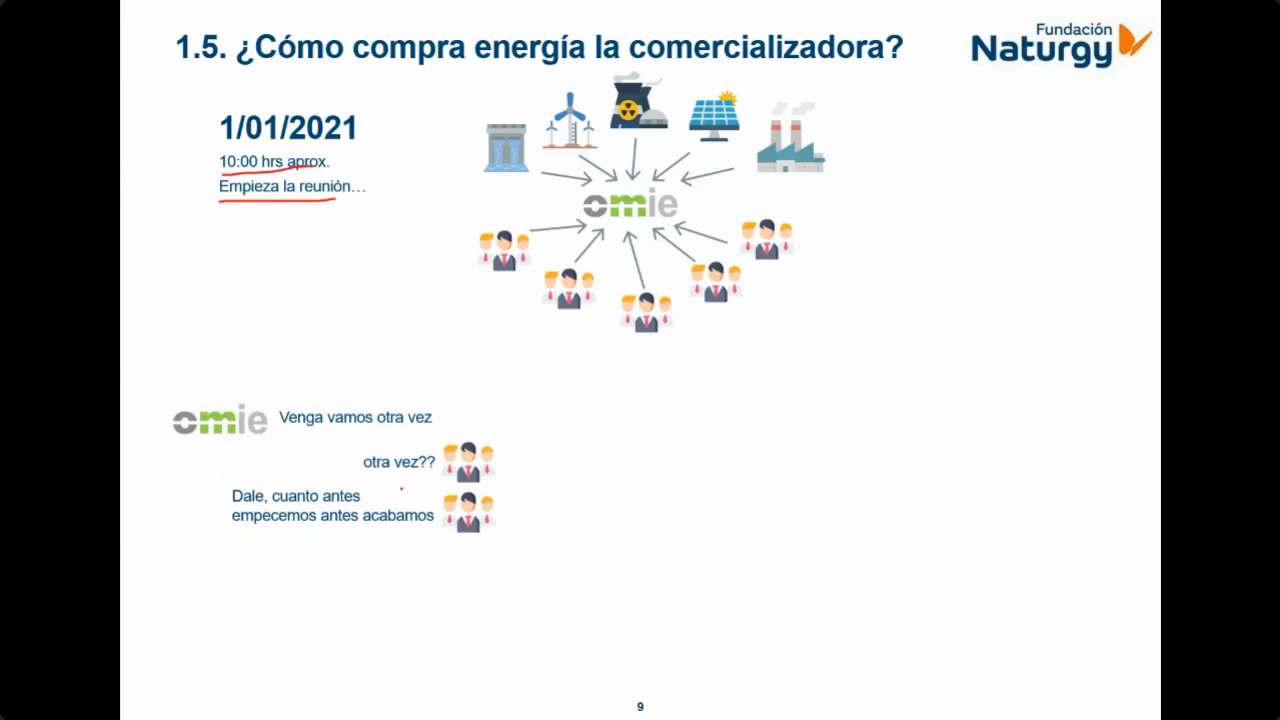 1.5. ¿Cómo compra energía la comercializadora?
Fundación
Naturgy
1/01/2021
10:00 hrs aprox.
Empieza la reunión…
omie
omie
Venga vamos otra vez
otra vez??
Dale, cuanto antes
empecemos antes acabamos
9